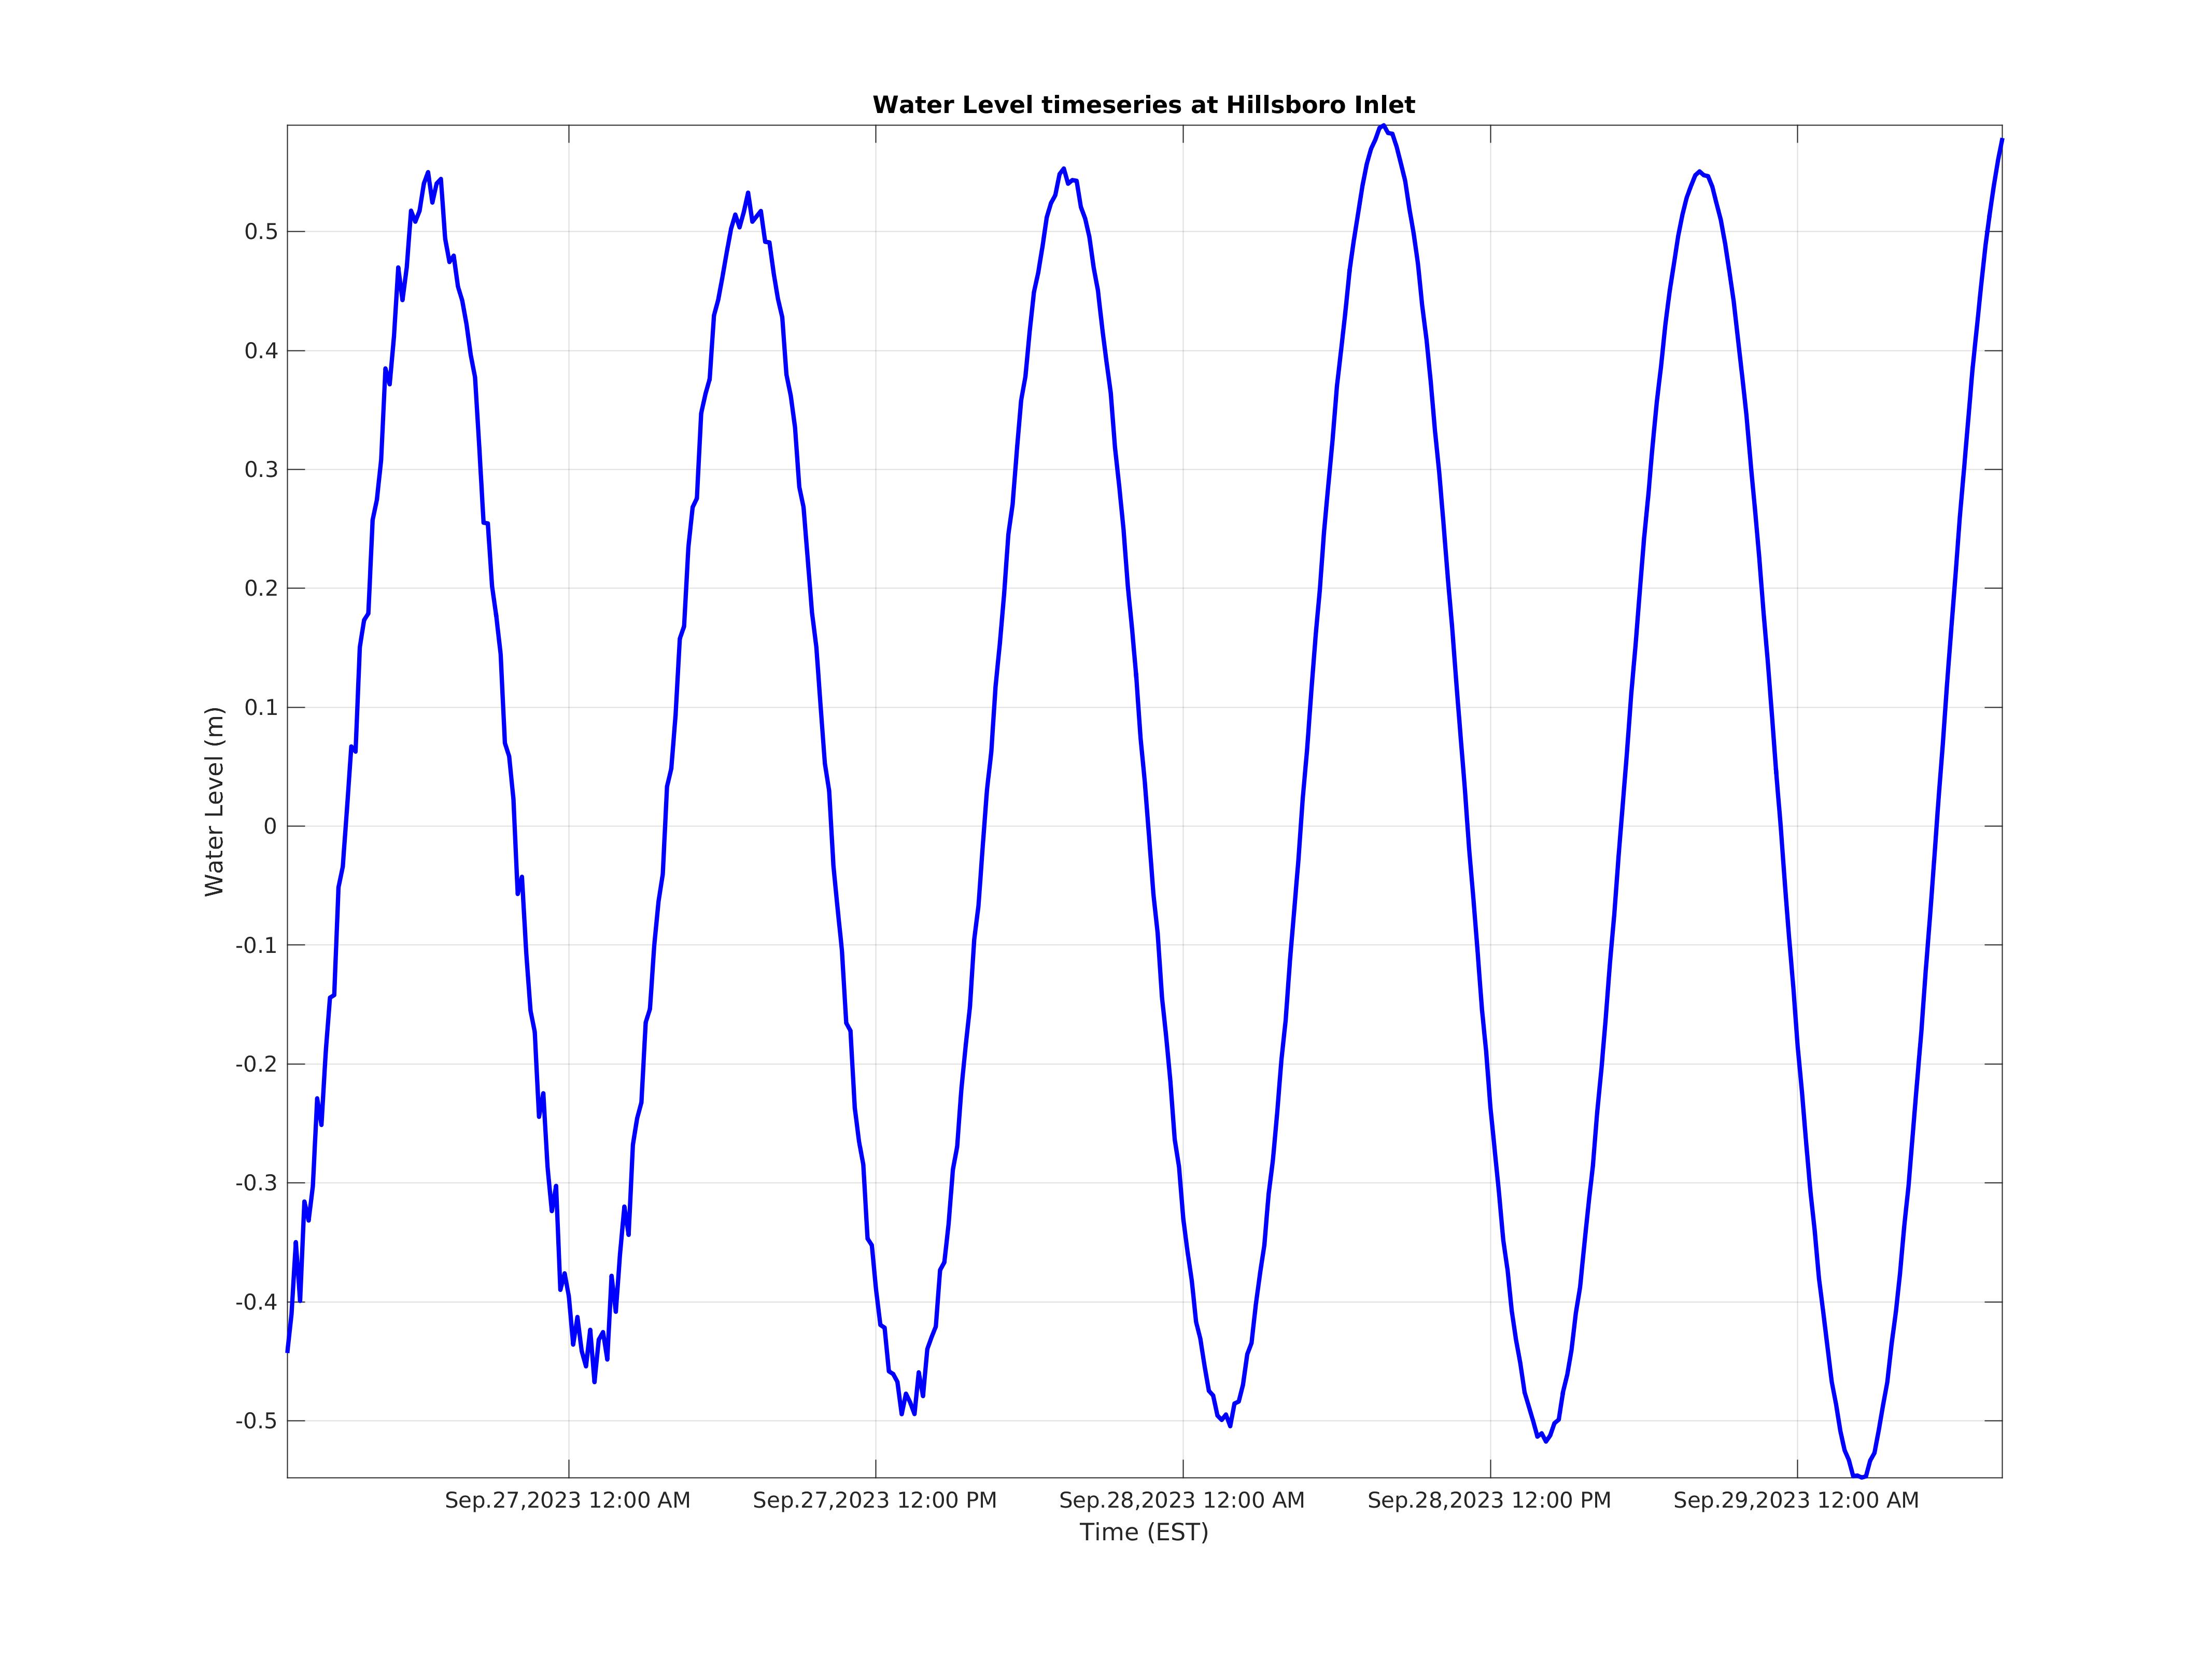 Water Level timeseries at Hillsboro Inlet
Water Level (m)
0.5
0.4
0.3
0.2
0.1
0
-0.1
-0.2
-0.3
-0.4
-0.5
Sep.27,2023 12:00 AM Sep.27,2023 12:00 PM Sep.28,2023 12:00 AM Sep.28,2023 12:00 PM Sep.29,2023 12:00 AM
Time (EST)